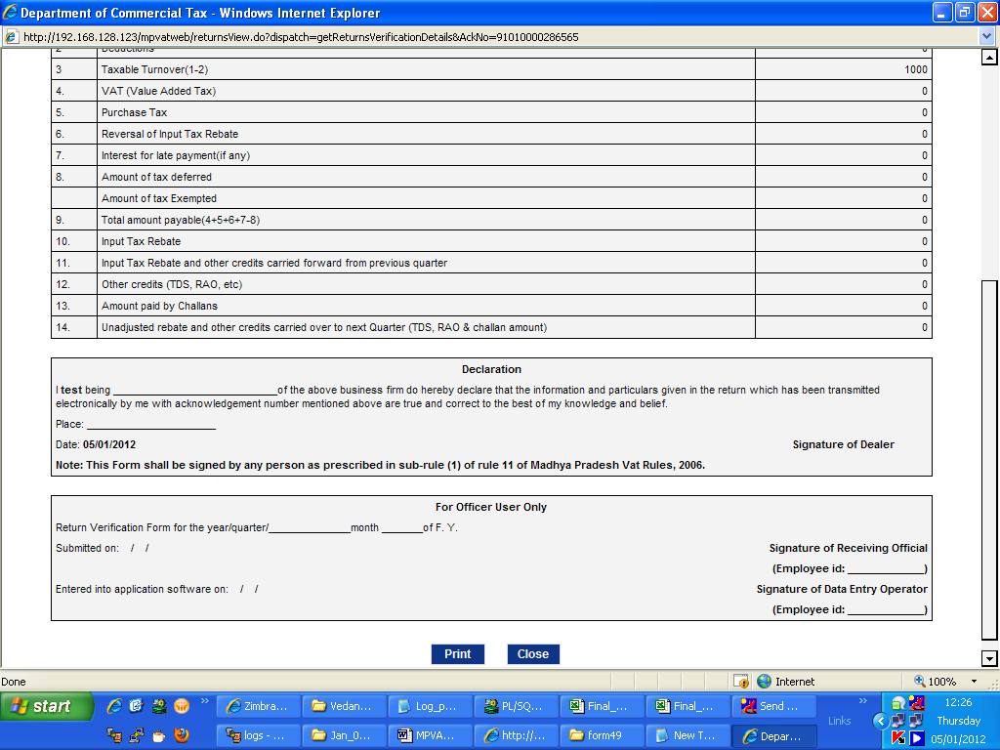 Department of Commercial Tax - Windows Internet Explorer
http://192.168.128.123/mpvatweb/returnsView.do?dispatch=getReturnsVerificationDetails&AckNo=91010000286565
2 Deductions 0
3 Taxable Turnover(1-2) 1000
4. VAT (Value Added Tax) 0
5. Purchase Tax 0
6. Reversal of Input Tax Rebate 0
7. Interest for late payment(if any) 0
8. Amount of tax deferred 0
Amount of tax Exempted 0
9. Total amount payable(4+5+6+7-8) 0
10. Input Tax Rebate 0
11. Input Tax Rebate and other credits carried forward from previous quarter 0
12. Other credits (TDS, RAO, etc) 0
13. Amount paid by Challans 0
14. Unadjusted rebate and other credits carried over to next Quarter (TDS, RAO & challan amount) 0
Declaration
I test being ____________________________of the above business firm do hereby declare that the information and particulars given in the return which has been transmitted
electronically by me with acknowledgement number mentioned above are true and correct to the best of my knowledge and belief.
Place: ______________________
Date: 05/01/2012 Signature of Dealer
Note: This Form shall be signed by any person as prescribed in sub-rule (1) of rule 11 of Madhya Pradesh Vat Rules, 2006.
For Officer User Only
Return Verification Form for the year/quarter/______________month _______of F. Y.
Submitted on: / / Signature of Receiving Official
(Employee id: _____________)
Entered into application software on: / / Signature of Data Entry Operator
(Employee id: _____________)
Print Close
Done Internet 100%
start Zimbra... Vedan... Log_p... PL/SQ... Final_... Final_... Send ... 12:26
Links Thursday
logs - ... Jan_0... MPVA... http://... form49 New T... Depar... 05/01/2012